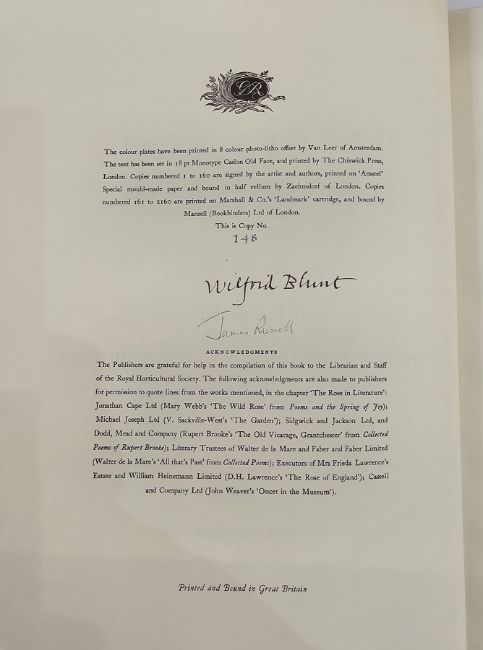 GR
The colour plates have been printed in 8 colour photo-litho offset by Van Leer of Amsterdam.
The text has been set in 18 pt Monotype Caslon Old Face, and printed by The Chiswick Press,
London. Copies numbered 1 to 160 are signed by the artist and authors, printed on 'Amstel'
Special mould-made paper and bound in half vellum by Zaehnsdorf of London. Copies
numbered 161 to 2160 are printed on Marshall & Co.'s 'Landmark' cartridge, and bound by
Mansell (Bookbinders) Ltd of London.
This is Copy No.
Wilfrid Blunt
James Russell
ACKNOWLEDGMENTS
The Publishers are grateful for help in the compilation of this book to the Librarian and Staff
of the Royal Horticultural Society. The following acknowledgments are also made to publishers
for permission to quote lines from the works mentioned, in the chapter 'The Rose in Literature':
Jonathan Cape Ltd (Mary Webb's 'The Wild Rose' from Poems and the Spring of Joy);
Michael Joseph Ltd (V. Sackville-West's 'The Garden'); Sidgwick and Jackson Ltd, and
Dodd, Mead and Company (Rupert Brooke's 'The Old Vicarage, Grantchester' from Collected
Poems of Rupert Brooke); Literary Trustees of Walter de la Mare and Faber and Faber Limited
(Walter de la Mare's 'All that's Past' from Collected Poems); Executors of Mrs Frieda Lawrence's
Estate and William Heinemann Limited (D.H. Lawrence's 'The Rose of England'); Cassell
and Company Ltd (John Weaver's 'Oncet in the Museum').
Printed and Bound in Great Britain